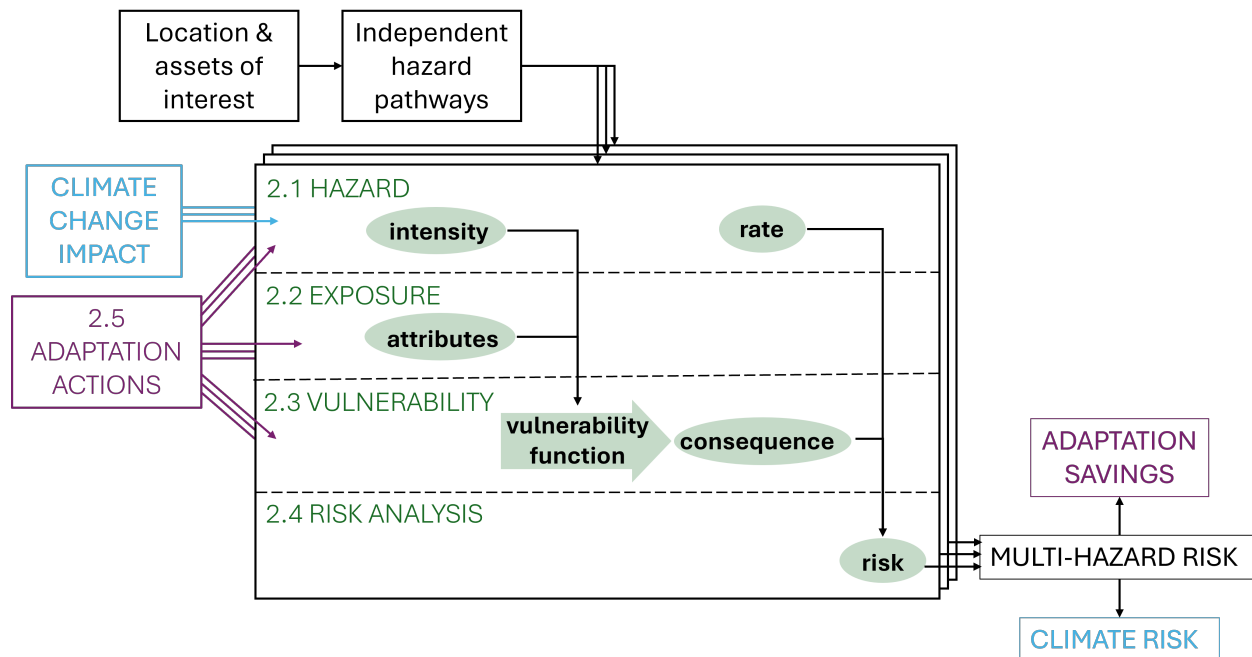 Location &
assets of
interest
Independent
hazard
pathways
CLIMATE
CHANGE
IMPACT
2.5
ADAPTATION
ACTIONS
2.1 HAZARD
intensity
rate
2.2 EXPOSURE
attributes
2.3 VULNERABILITY
vulnerability
function
consequence
2.4 RISK ANALYSIS
risk
ADAPTATION
SAVINGS
MULTI-HAZARD RISK
CLIMATE RISK